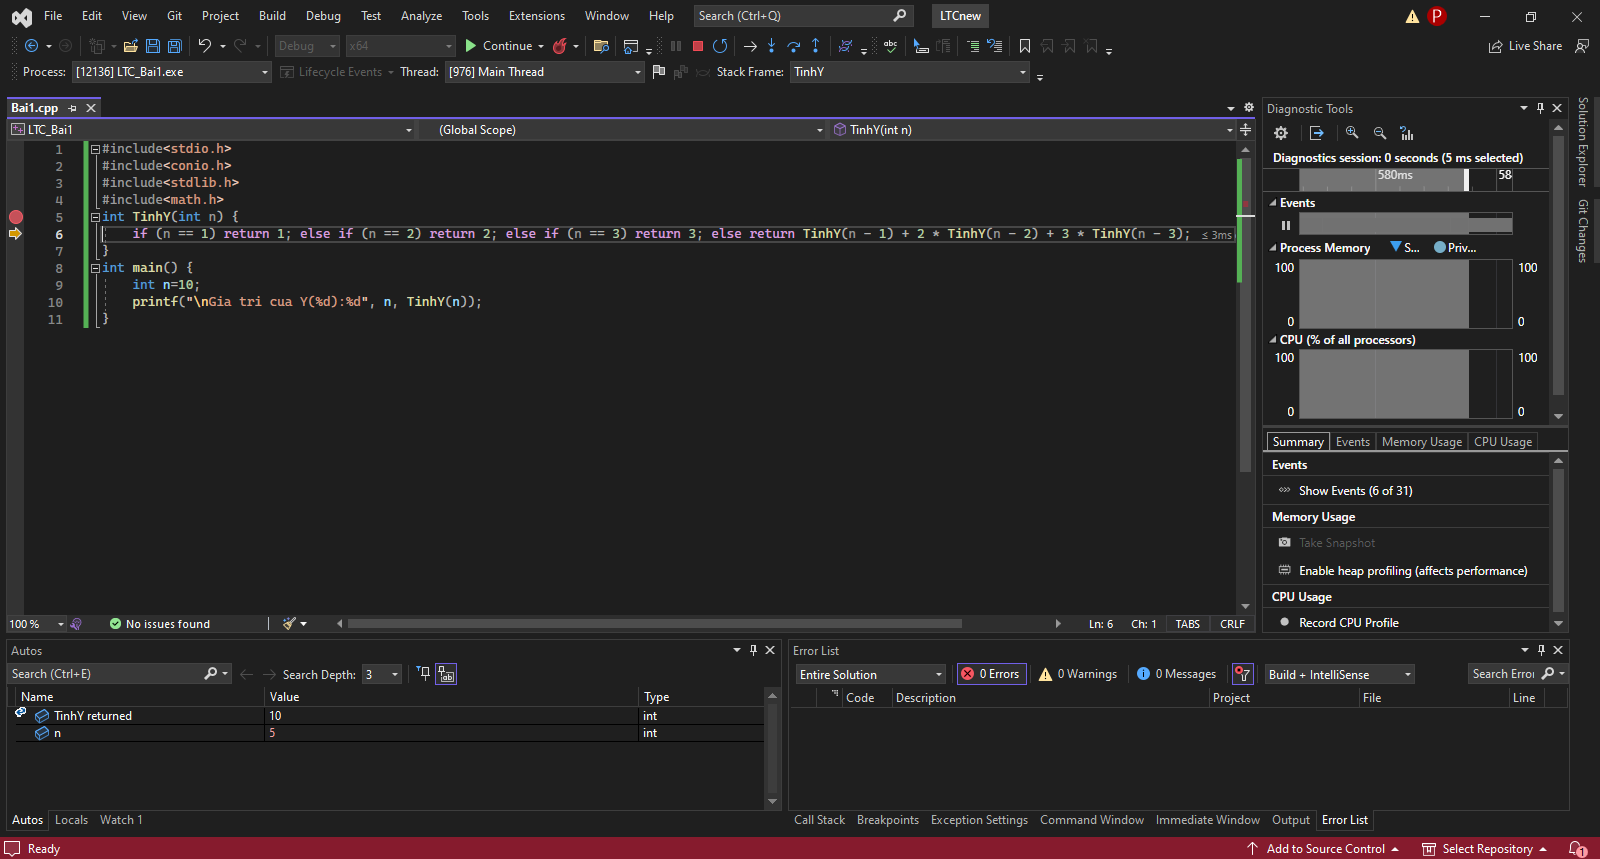 File Edit View Git Project Build Debug Test Analyze Tools Extensions Window Help Search (Ctrl+Q) LTCnew P
Debug x64 Continue Live Share
Process: [12136] LTC_Bai1.exe Lifecycle Events Thread: [976] Main Thread Stack Frame: TinhY
Bai1.cpp
LTC_Bai1 (Global Scope) TinhY(int n)
1 #include<stdio.h>
2 #include<conio.h>
3 #include<stdlib.h>
4 #include<math.h>
5 int TinhY(int n) {
6 if (n == 1) return 1; else if (n == 2) return 2; else if (n == 3) return 3; else return TinhY(n - 1) + 2 * TinhY(n - 2) + 3 * TinhY(n - 3); ≤ 3ms
7 }
8 int main() {
9 int n=10;
10 printf("\nGia tri cua Y(%d):%d", n, TinhY(n));
11 }
100 % No issues found Ln: 6 Ch: 1 TABS CRLF
Diagnostic Tools
Diagnostics session: 0 seconds (5 ms selected)
580ms 58
Events
Process Memory S... Priv...
100 100
0 0
CPU (% of all processors)
100 100
0 0
Summary Events Memory Usage CPU Usage
Events
Show Events (6 of 31)
Memory Usage
Take Snapshot
Enable heap profiling (affects performance)
CPU Usage
Record CPU Profile
Solution Explorer
Git Changes
Autos
Search (Ctrl+E) Search Depth: 3
Name Value Type
TinhY returned 10 int
n 5 int
Autos Locals Watch 1
Error List
Entire Solution 0 Errors 0 Warnings 0 Messages Build + IntelliSense Search Error
Code Description Project File Line
Call Stack Breakpoints Exception Settings Command Window Immediate Window Output Error List
Ready Add to Source Control Select Repository 1